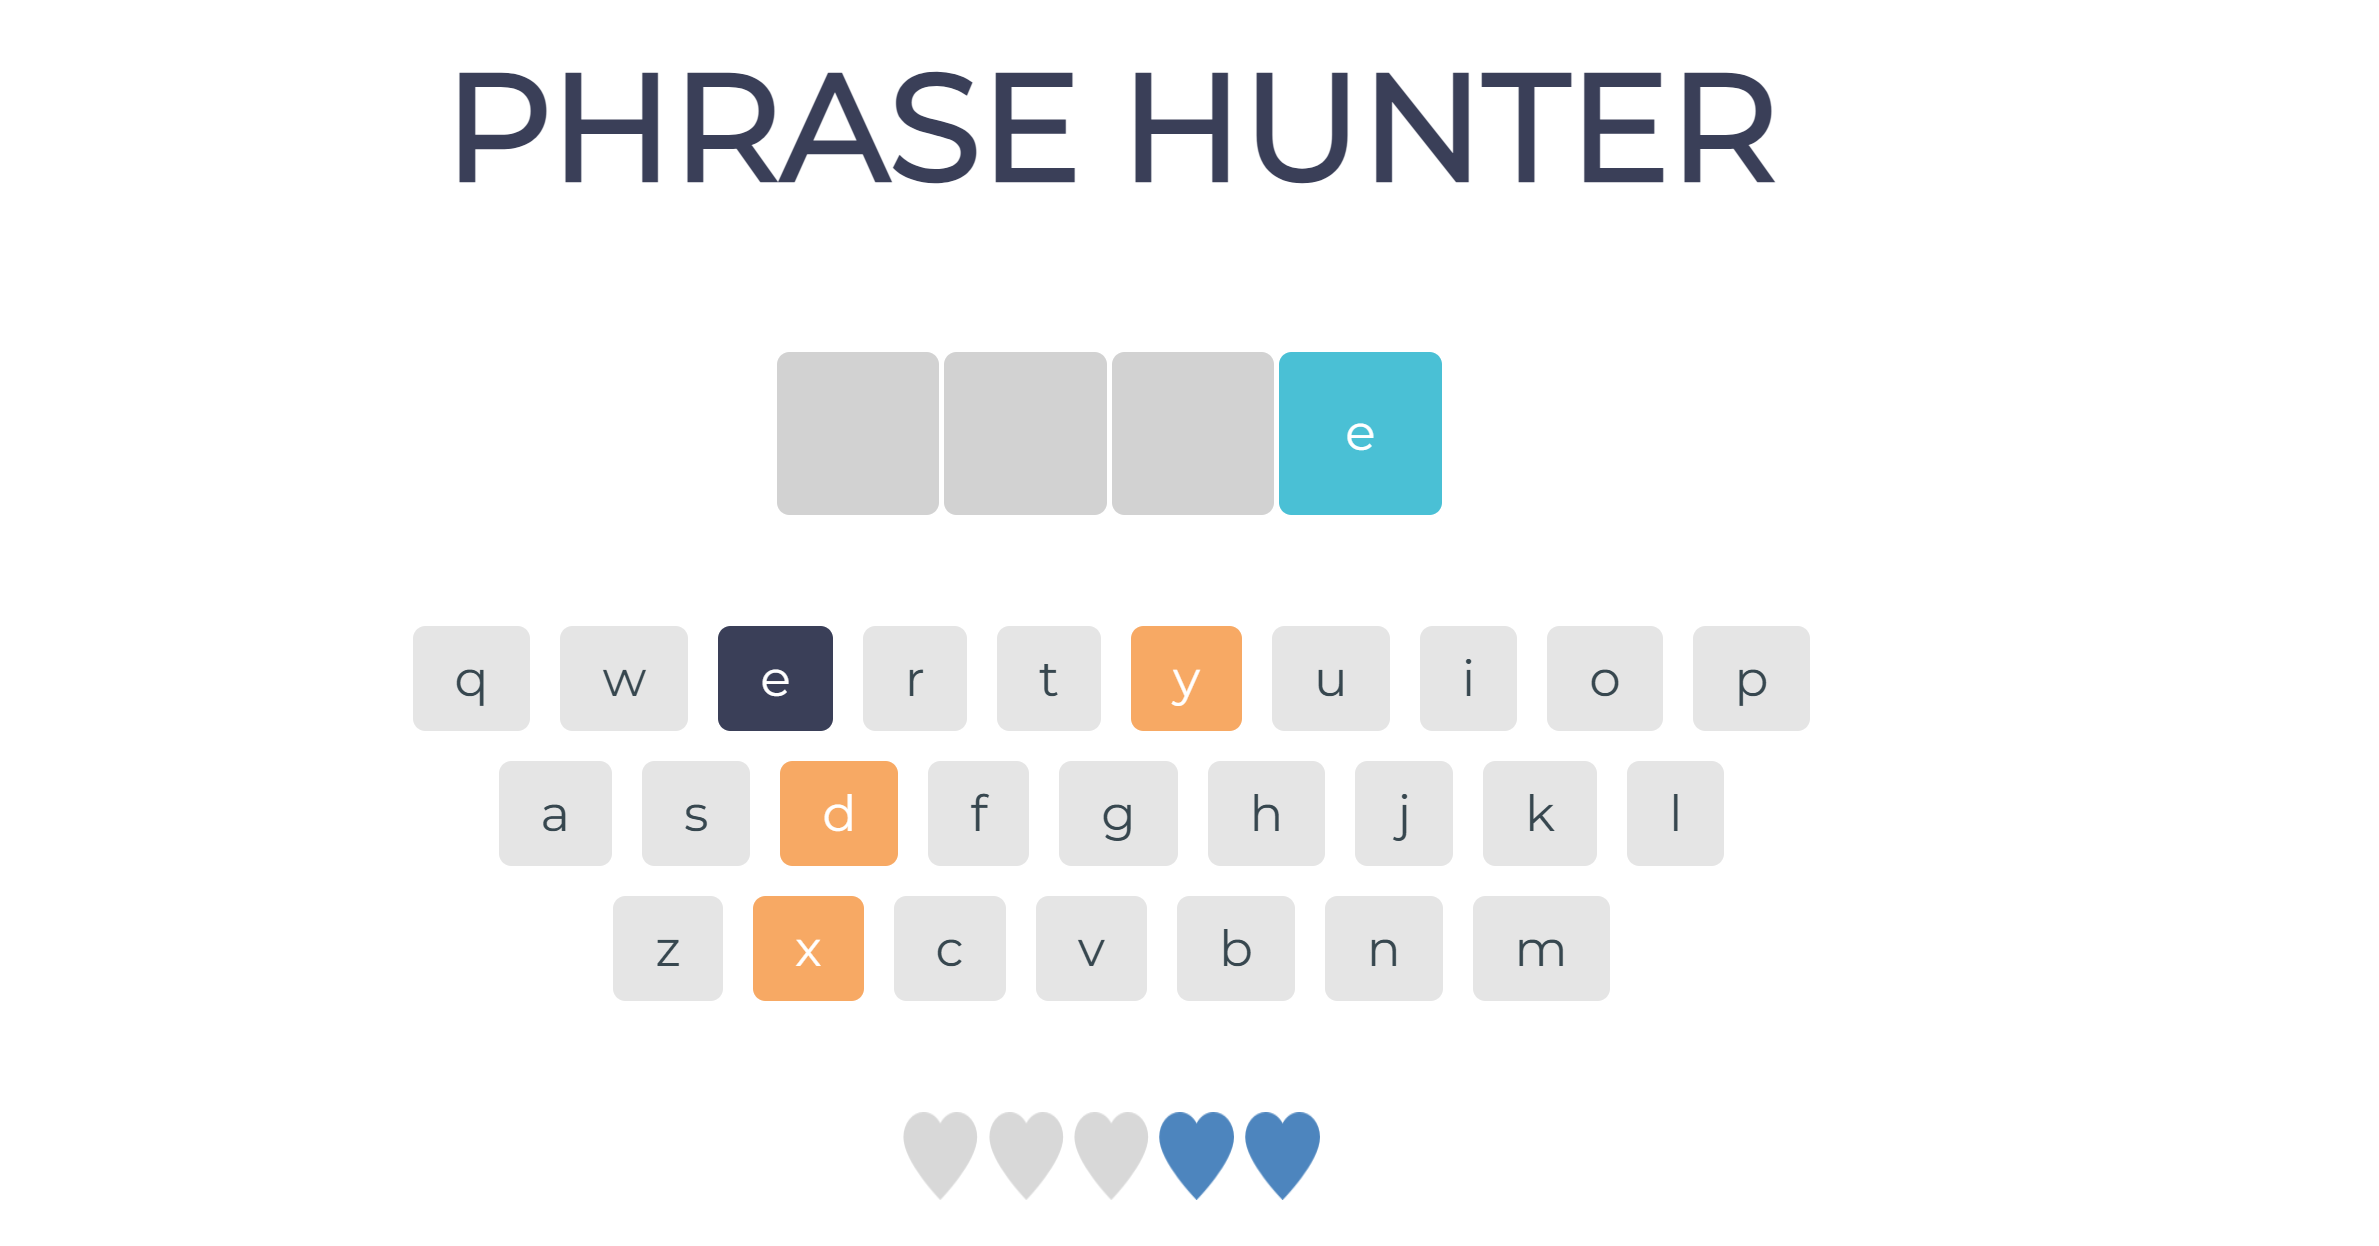 PHRASE HUNTER
e
q w e r t y u i o p
a s d f g h j k l
z x c v b n m